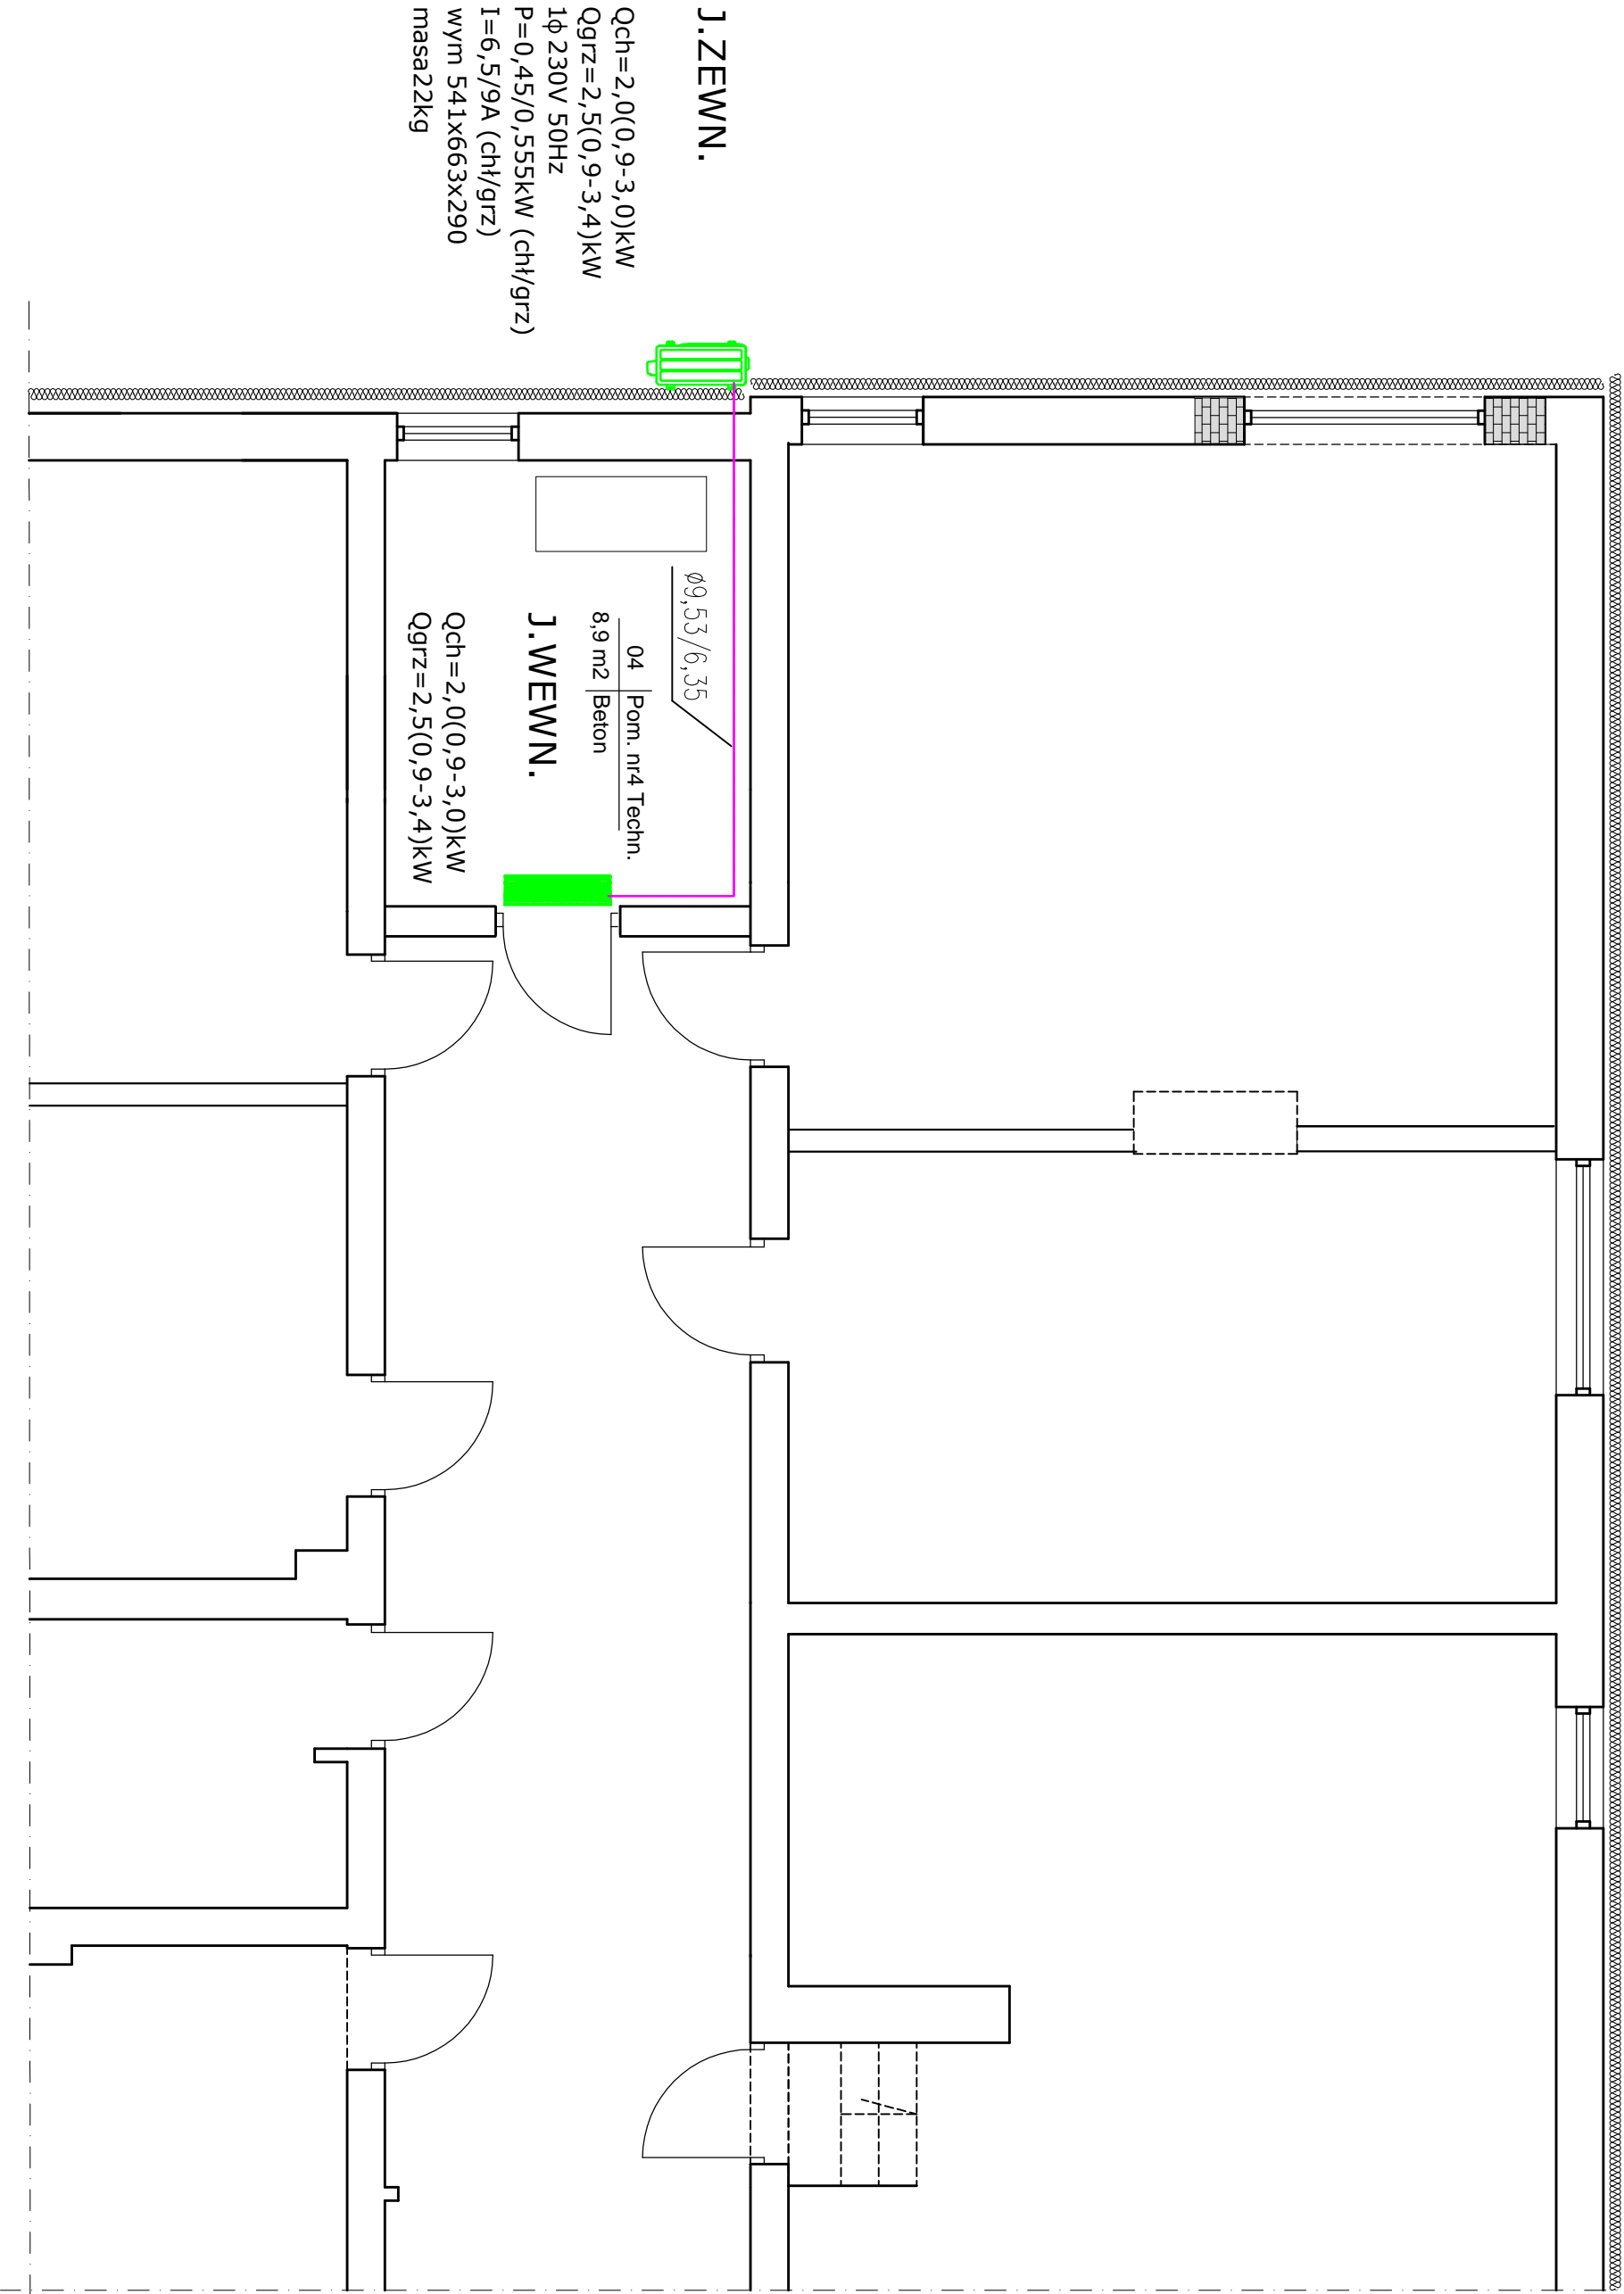 J.ZEWN.
Qch=2,0(0,9-3,0)kW
Qgrz=2,5(0,9-3,4)kW
1ϕ 230V 50Hz
P=0,45/0,555kW (chł/grz)
I=6,5/9A (chł/grz)
wym 541x663x290
masa22kg
ø9,53/6,35
04 Pom. nr4 Techn.
8,9 m2 Beton
J.WEWN.
Qch=2,0(0,9-3,0)kW
Qgrz=2,5(0,9-3,4)kW